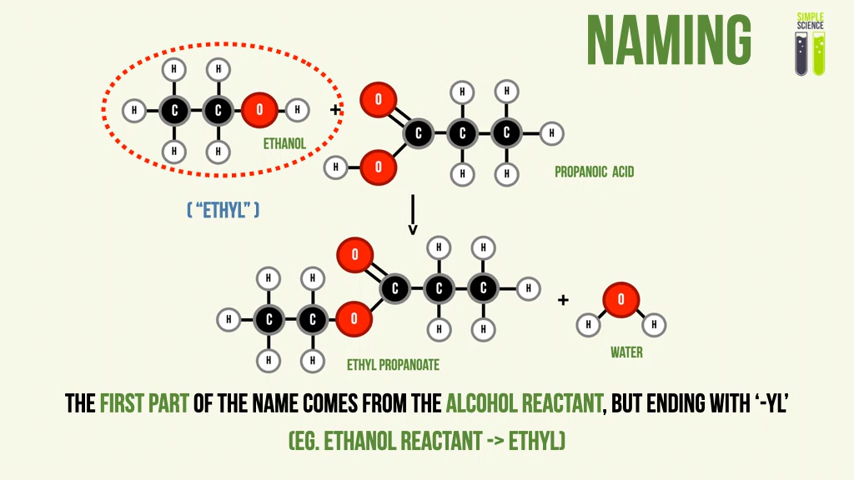 NAMING
SIMPLE
SCIENCE
H H
H C C O H
H H
ETHANOL
+
O H H
C C C H
H O
H H
PROPANOIC ACID
( "ETHYL" )
O H H
H H C C C H
H C C O
H H
H H
ETHYL PROPANOATE
+
O
H H
WATER
THE FIRST PART OF THE NAME COMES FROM THE ALCOHOL REACTANT, BUT ENDING WITH '-YL'
(EG. ETHANOL REACTANT -> ETHYL)